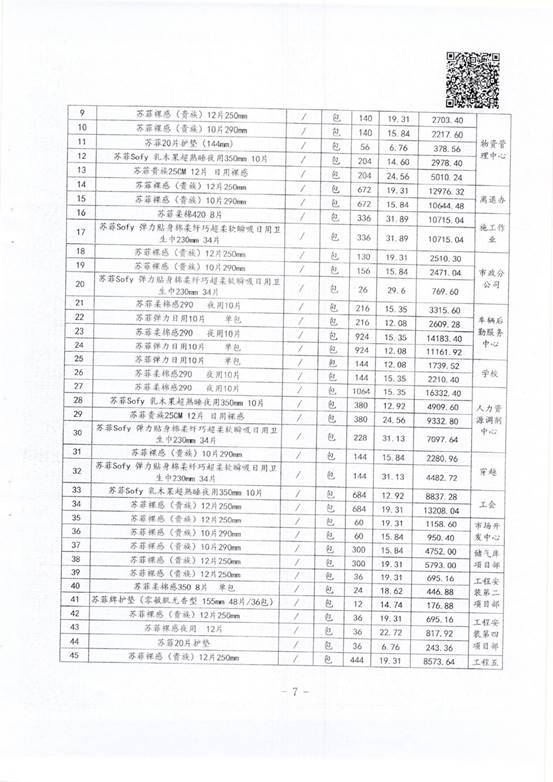 9 苏菲裸感（贵族）12片250mm / 包 140 19.31 2703.40
10 苏菲裸感（贵族）10片290mm / 包 140 15.84 2217.60
11 苏菲20片护垫（144mm） / 包 56 6.76 378.56
物资管
理中心
12 苏菲Sofy 乳木果超熟睡夜用350mm 10片 / 包 204 14.60 2978.40
13 苏菲贵族25CM 12片 日用裸感 / 包 204 24.56 5010.24
14 苏菲裸感（贵族）12片250mm / 包 672 19.31 12976.32
离退办
15 苏菲裸感（贵族）10片290mm / 包 672 15.84 10644.48
16 苏菲柔棉420 8片 / 包 336 31.89 10715.04
施工作
业
17 苏菲Sofy 弹力贴身棉柔纤巧超柔软瞬吸日用卫
生巾230mm 34片 / 包 336 31.89 10715.04
18 苏菲裸感（贵族）12片250mm / 包 130 19.31 2510.30
19 苏菲裸感（贵族）10片290mm / 包 156 15.84 2471.04
市政分
公司
20 苏菲Sofy 弹力贴身棉柔纤巧超柔软瞬吸日用卫
生巾230mm 34片 / 包 26 29.6 769.60
21 苏菲柔棉感290 夜用10片 / 包 216 15.35 3315.60
22 苏菲弹力日用10片 单包 / 包 216 12.08 2609.28
车辆后
勤服务
中心
23 苏菲柔棉感290 夜用10片 / 包 924 15.35 14183.40
24 苏菲弹力日用10片 单包 / 包 924 12.08 11161.92
25 苏菲弹力日用10片 单包 / 包 144 12.08 1739.52
26 苏菲柔棉感290 夜用10片 / 包 144 15.35 2210.40
学校
27 苏菲柔棉感290 夜用10片 / 包 1064 15.35 16332.40
28 苏菲Sofy 乳木果超熟睡夜用350mm 10片 / 包 380 12.92 4909.60
29 苏菲贵族25CM 12片 日用裸感 / 包 380 24.56 9332.80
人力资
源调剂
中心
30 苏菲Sofy 弹力贴身棉柔纤巧超柔软瞬吸日用卫
生巾230mm 34片 / 包 228 31.13 7097.64
31 苏菲裸感（贵族）10片290mm / 包 144 15.84 2280.96
穿越
32 苏菲Sofy 弹力贴身棉柔纤巧超柔软瞬吸日用卫
生巾230mm 34片 / 包 144 31.13 4482.72
33 苏菲Sofy 乳木果超熟睡夜用350mm 10片 / 包 684 12.92 8837.28
工会
34 苏菲裸感（贵族）12片250mm / 包 684 19.31 13208.04
35 苏菲裸感（贵族）12片250mm / 包 60 19.31 1158.60
市场开
发中心
36 苏菲裸感（贵族）10片290mm / 包 60 15.84 950.40
37 苏菲裸感（贵族）10片290mm / 包 300 15.84 4752.00
储气库
项目部
38 苏菲裸感（贵族）12片250mm / 包 300 19.31 5793.00
39 苏菲裸感（贵族）12片250mm / 包 36 19.31 695.16
40 苏菲柔棉感350 8片 单包 / 包 24 18.62 446.88
工程安
装第二
项目部
41 苏菲牌护垫（零敏肌无香型 155mm 48片/36包） / 包 12 14.74 176.88
42 苏菲裸感（贵族）12片250mm / 包 36 19.31 695.16
43 苏菲裸感夜用 12片 / 包 36 22.72 817.92
工程安
装第四
项目部
44 苏菲20片护垫 / 包 36 6.76 243.36
45 苏菲裸感（贵族）12片250mm / 包 444 19.31 8573.64 工程五
- 7 -